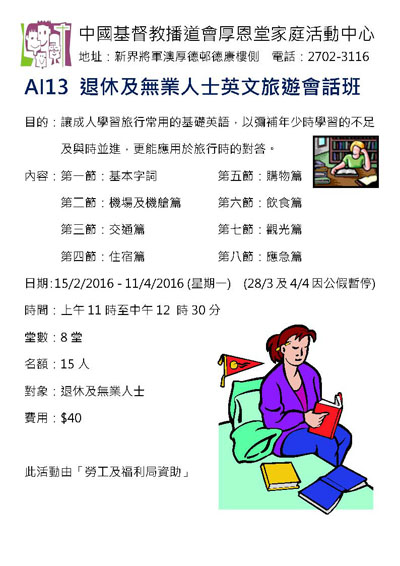 中國基督教播道會厚恩堂家庭活動中心
地址：新界將軍澳厚德邨德康樓側　電話：2702-3116
AI13 退休及無業人士英文旅遊會話班
目的：讓成人學習旅行常用的基礎英語，以彌補年少時學習的不足
及與時並進，更能應用於旅行時的對答。
內容：第一節：基本字詞　第五節：購物篇
第二節：機場及機艙篇　第六節：飲食篇
第三節：交通篇　第七節：觀光篇
第四節：住宿篇　第八節：應急篇
日期：15/2/2016 - 11/4/2016 (星期一)　(28/3 及 4/4 因公假暫停)
時間：上午 11 時至中午 12 時 30 分
堂數：8 堂
名額：15 人
對象：退休及無業人士
費用：$40
此活動由「勞工及福利局資助」